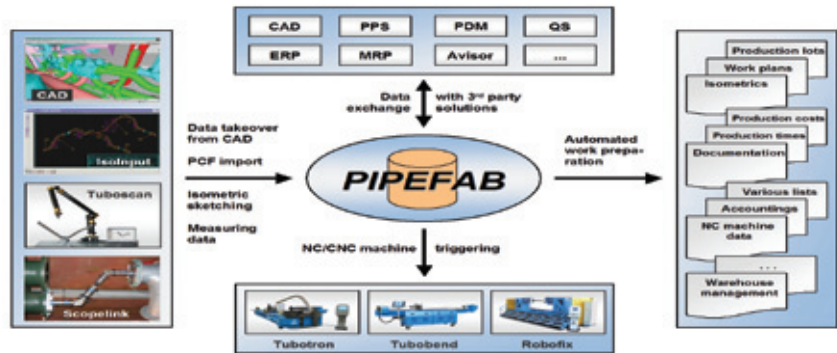 CAD
PPS
PDM
QS
ERP
MRP
Avisor
...
CAD
IsoInput
Tuboscan
Scopelink
Data takeover
from CAD
PCF import
Isometric
sketching
Measuring
data
Data
exchange
with 3rd party
solutions
PIPEFAB
Automated
work prepa-
ration
NC/CNC machine
triggering
Tubotron
Tubobend
Robofix
Production lots
Work plans
Isometrics
Production costs
Production times
Documentation
Various lists
Accountings
NC machine
data
...
Warehouse
management